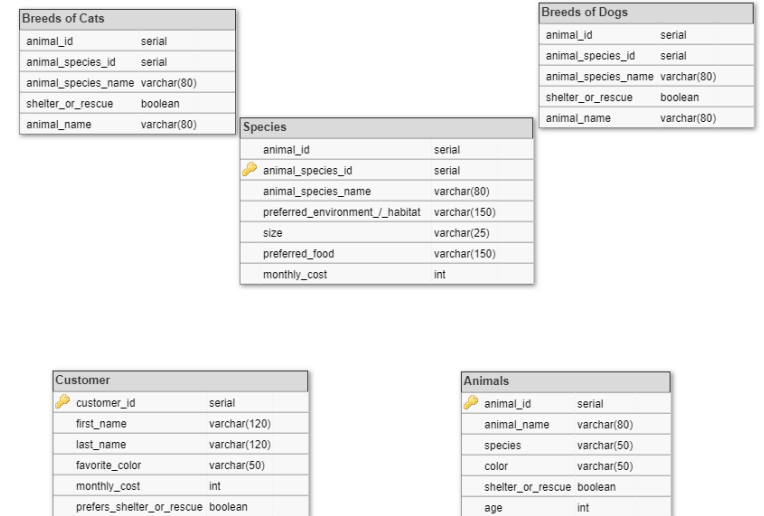 Breeds of Cats
animal_id serial
animal_species_id serial
animal_species_name varchar(80)
shelter_or_rescue boolean
animal_name varchar(80)
Breeds of Dogs
animal_id serial
animal_species_id serial
animal_species_name varchar(80)
shelter_or_rescue boolean
animal_name varchar(80)
Species
animal_id serial
animal_species_id serial
animal_species_name varchar(80)
preferred_environment_/_habitat varchar(150)
size varchar(25)
preferred_food varchar(150)
monthly_cost int
Customer
customer_id serial
first_name varchar(120)
last_name varchar(120)
favorite_color varchar(50)
monthly_cost int
prefers_shelter_or_rescue boolean
Animals
animal_id serial
animal_name varchar(80)
species varchar(50)
color varchar(50)
shelter_or_rescue boolean
age int